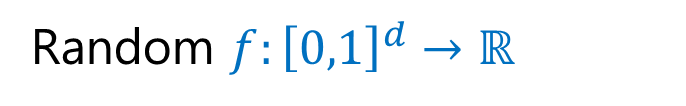 Random f: [0,1]ᵈ → ℝ